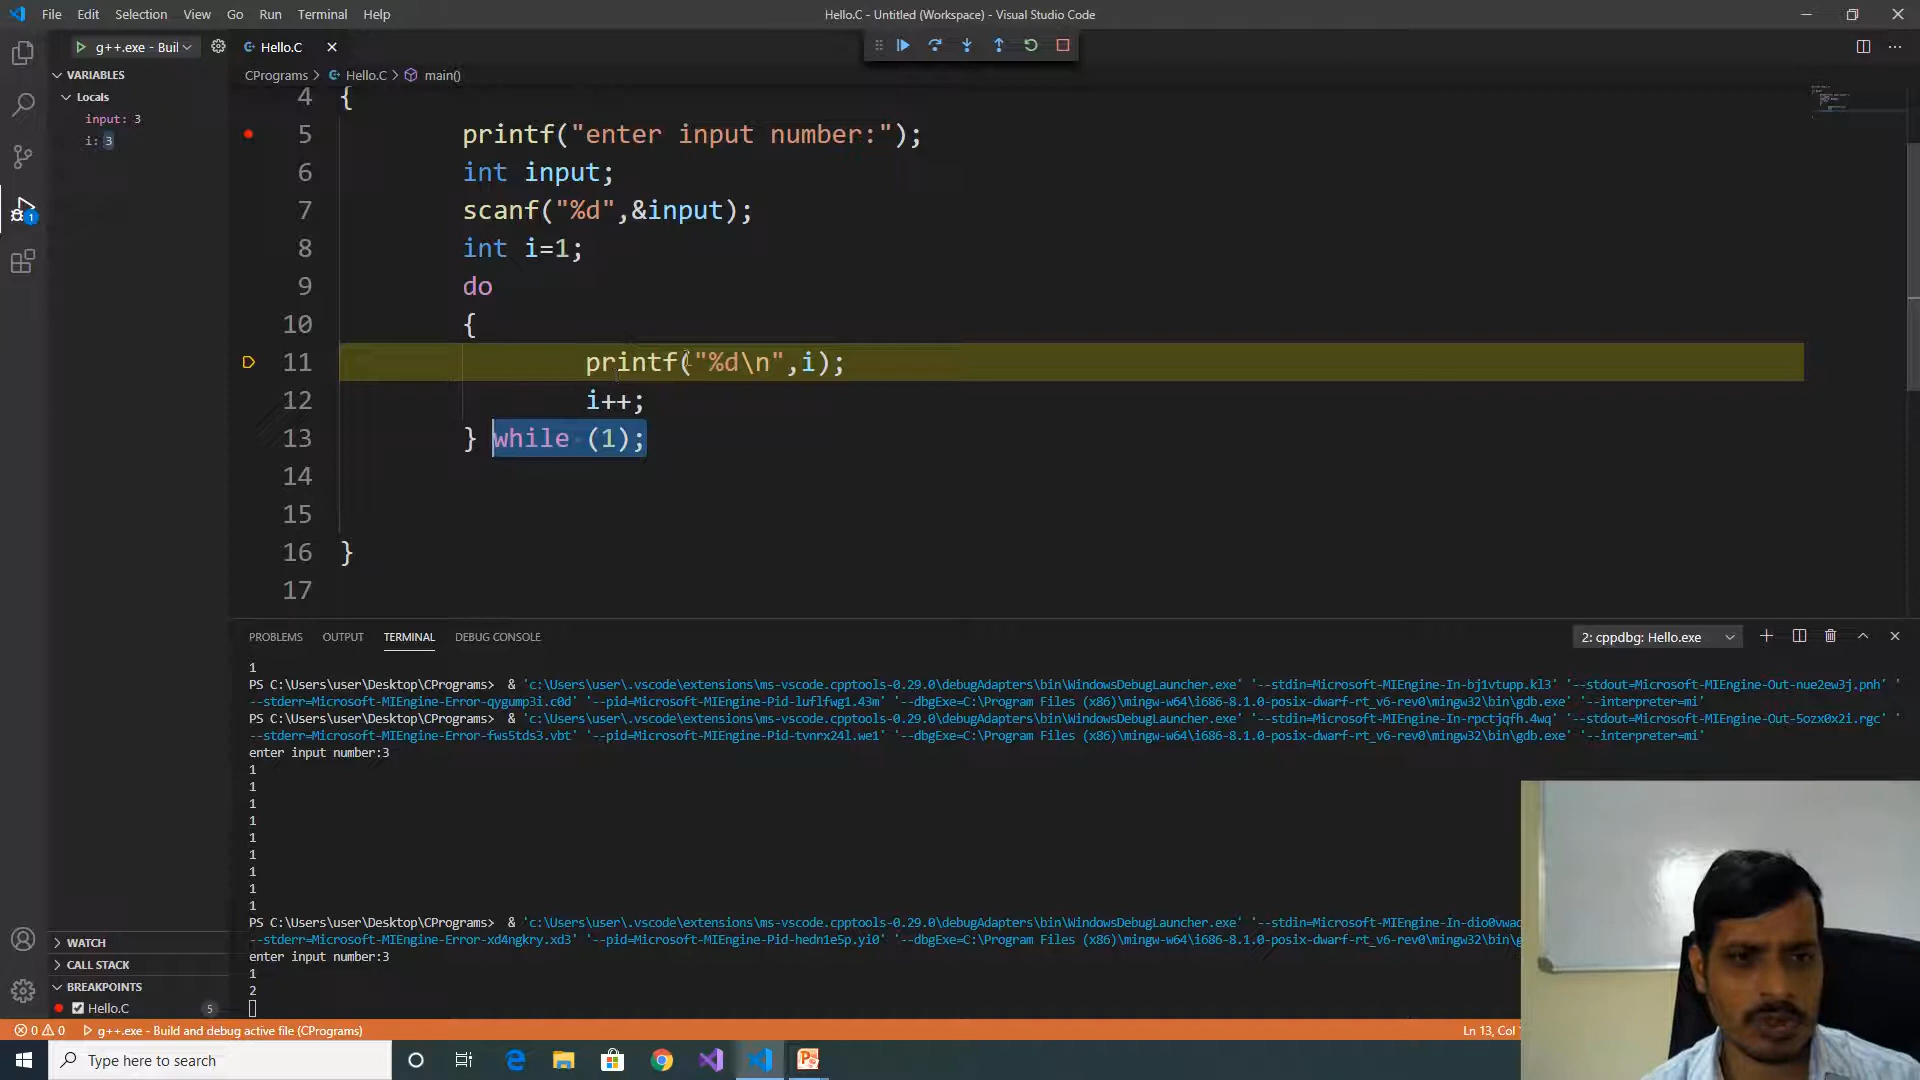 File Edit Selection View Go Run Terminal Help
Hello.C - Untitled (Workspace) - Visual Studio Code
g++.exe - Buil
Hello.C
VARIABLES
Locals
input: 3
i: 3
CPrograms > Hello.C > main()
4 {
5 printf("enter input number:");
6 int input;
7 scanf("%d",&input);
8 int i=1;
9 do
10 {
11 printf("%d\n",i);
12 i++;
13 } while (1);
14
15
16 }
17
PROBLEMS OUTPUT TERMINAL DEBUG CONSOLE
2: cppdbg: Hello.exe
1
PS C:\Users\user\Desktop\CPrograms> & 'c:\Users\user\.vscode\extensions\ms-vscode.cpptools-0.29.0\debugAdapters\bin\WindowsDebugLauncher.exe' '--stdin=Microsoft-MIEngine-In-bj1vtupp.kl3' '--stdout=Microsoft-MIEngine-Out-nue2ew3j.pnh' '
--stderr=Microsoft-MIEngine-Error-qygump3i.c0d' '--pid=Microsoft-MIEngine-Pid-luflfwg1.43m' '--dbgExe=C:\Program Files (x86)\mingw-w64\i686-8.1.0-posix-dwarf-rt_v6-rev0\mingw32\bin\gdb.exe' '--interpreter=mi'
PS C:\Users\user\Desktop\CPrograms> & 'c:\Users\user\.vscode\extensions\ms-vscode.cpptools-0.29.0\debugAdapters\bin\WindowsDebugLauncher.exe' '--stdin=Microsoft-MIEngine-In-rpctjqfh.4wq' '--stdout=Microsoft-MIEngine-Out-5ozx0x2i.rgc' '
--stderr=Microsoft-MIEngine-Error-fws5tds3.vbt' '--pid=Microsoft-MIEngine-Pid-tvnrx24l.we1' '--dbgExe=C:\Program Files (x86)\mingw-w64\i686-8.1.0-posix-dwarf-rt_v6-rev0\mingw32\bin\gdb.exe' '--interpreter=mi'
enter input number:3
1
1
1
1
1
1
1
1
1
PS C:\Users\user\Desktop\CPrograms> & 'c:\Users\user\.vscode\extensions\ms-vscode.cpptools-0.29.0\debugAdapters\bin\WindowsDebugLauncher.exe' '--stdin=Microsoft-MIEngine-In-dio0vwac
--stderr=Microsoft-MIEngine-Error-xd4ngkry.xd3' '--pid=Microsoft-MIEngine-Pid-hedn1e5p.yi0' '--dbgExe=C:\Program Files (x86)\mingw-w64\i686-8.1.0-posix-dwarf-rt_v6-rev0\mingw32\bin\g
enter input number:3
1
2
WATCH
CALL STACK
BREAKPOINTS
Hello.C 5
1
0 0 g++.exe - Build and debug active file (CPrograms)
Ln 13, Col
Type here to search